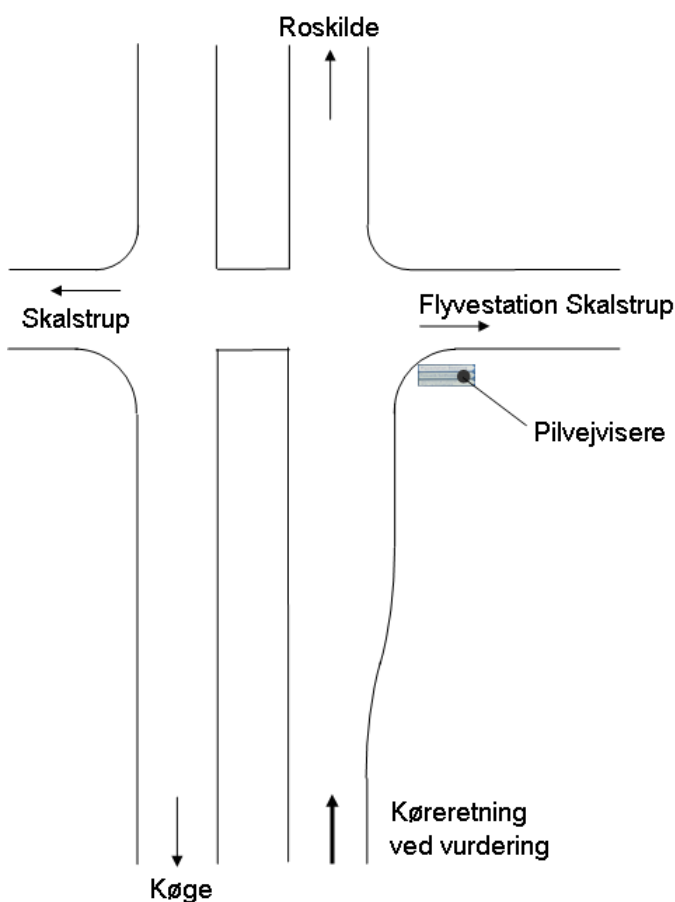 Roskilde
Skalstrup
Flyvestation Skalstrup
Pilvejvisere
Køreretning
ved vurdering
Køge